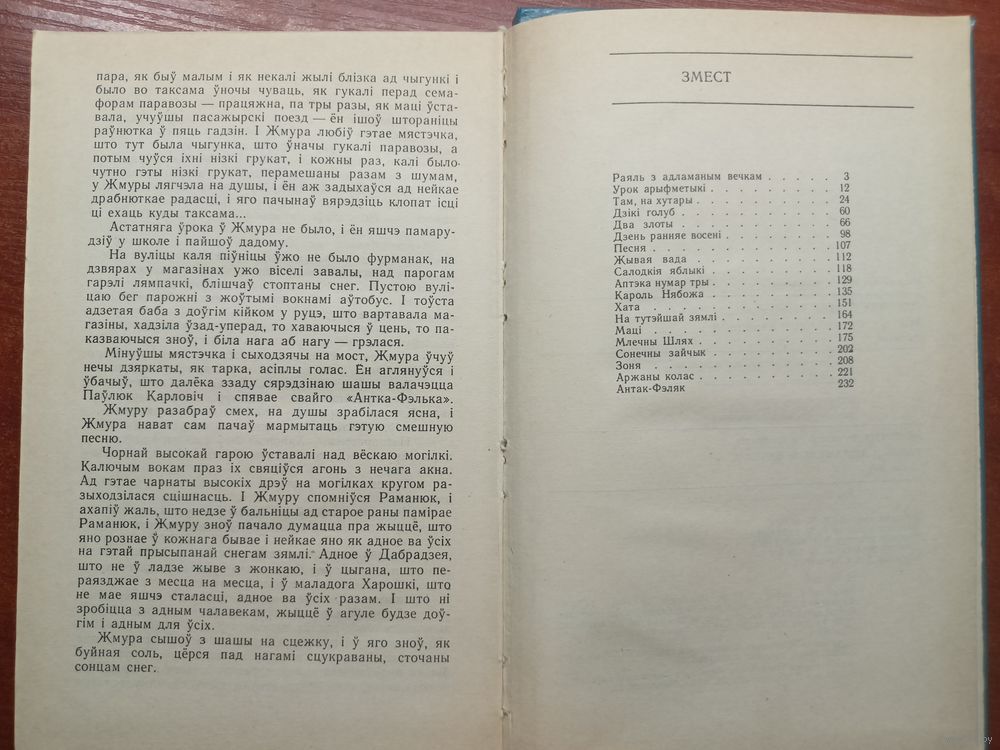 пара, як быў малым і як некалі жылі блізка ад чыгункі і
было во таксама ўночы чуваць, як гукалі перад сема-
форам паравозы — працяжна, па тры разы, як маці ўста-
вала, учуўшы пасажырскі поезд — ён ішоў штораніцы
раўнютка ў пяць гадзін. І Жмура любіў гэтае мястэчка,
што тут была чыгунка, што ўначы гукалі паравозы, а
потым чуўся іхні нізкі грукат, і кожны раз, калі было
чутно гэты нізкі грукат, перамешаны разам з шумам,
у Жмуры лягчэла на душы, і ён аж задыхаўся ад нейкае
драбнюткае радасці, і яго пачынаў вярэдзіць клопат ісці
ці ехаць куды таксама...
Астатняга ўрока ў Жмура не было, і ён яшчэ памару-
дзіў у школе і пайшоў дадому.
На вуліцы каля піўніцы ўжо не было фурманак, на
дзвярах у магазінах ужо віселі завалы, над парогам
гарэлі лямпачкі, блішчаў стоптаны снег. Пустою вулі-
цаю бег парожні з жоўтымі вокнамі аўтобус. І тоўста
адзетая баба з доўгім кійком у руцэ, што вартавала ма-
газіны, хадзіла ўзад-уперад, то хаваючыся ў цень, то па-
казваючыся зноў, і біла нага аб нагу — грэлася.
Мінуўшы мястэчка і сыходзячы на мост, Жмура ўчуў
нечы дзяркаты, як тарка, асіплы голас. Ён аглянуўся і
ўбачыў, што далёка ззаду сярэдзінаю шашы валачэцца
Паўлюк Карловіч і спявае свайго «Антка-Фэлька».
Жмуру разабраў смех, на душы зрабілася ясна, і
Жмура нават сам пачаў мармытаць гэтую смешную
песню.
Чорнай высокай гарою ўставалі над вёскаю могілкі.
Калючым вокам праз іх свяціўся агонь з нечага акна.
Ад гэтае чарнаты высокіх дрэў на могілках кругом ра-
зыходзілася сцішнасць. І Жмуру спомніўся Раманюк, і
ахапіў жаль, што недзе ў бальніцы ад старое раны памірае
Раманюк, і Жмуру зноў пачало думацца пра жыццё, што
яно рознае ў кожнага бывае і нейкае яно як адное ва ўсіх
на гэтай прысыпанай снегам зямлі. Адное ў Дабрадзея,
што не ў ладзе жыве з жонкаю, і ў цыгана, што пе-
раязджае з месца на месца, і ў маладога Харошкі, што
не мае яшчэ сталасці, адное ва ўсіх разам. І што ні
зробіцца з адным чалавекам, жыццё ў агуле будзе доў-
гім і адным для ўсіх.
Жмура сышоў з шашы на сцежку, і ў яго зноў, як
буйная соль, цёрся пад нагамі сцукраваны, сточаны
сонцам снег.
ЗМЕСТ
Раяль з адламаным вечкам . . . . . 3
Урок арыфметыкі . . . . . . . . . 12
Там, на хутары . . . . . . . . . . 24
Дзікі голуб . . . . . . . . . . . 60
Два злоты . . . . . . . . . . . . 66
Дзень ранняе восені . . . . . . . . 98
Песня . . . . . . . . . . . . . . 107
Жывая вада . . . . . . . . . . . 112
Салодкія яблыкі . . . . . . . . . 118
Аптэка нумар тры . . . . . . . . . 129
Кароль Нябожа . . . . . . . . . . 135
Хата . . . . . . . . . . . . . . 151
На тутэйшай зямлі . . . . . . . . 164
Маці . . . . . . . . . . . . . . 172
Млечны Шлях . . . . . . . . . . . 175
Сонечны зайчык . . . . . . . . . . 202
Зоня . . . . . . . . . . . . . . 208
Аржаны колас . . . . . . . . . . . 221
Антак-Фэляк 232